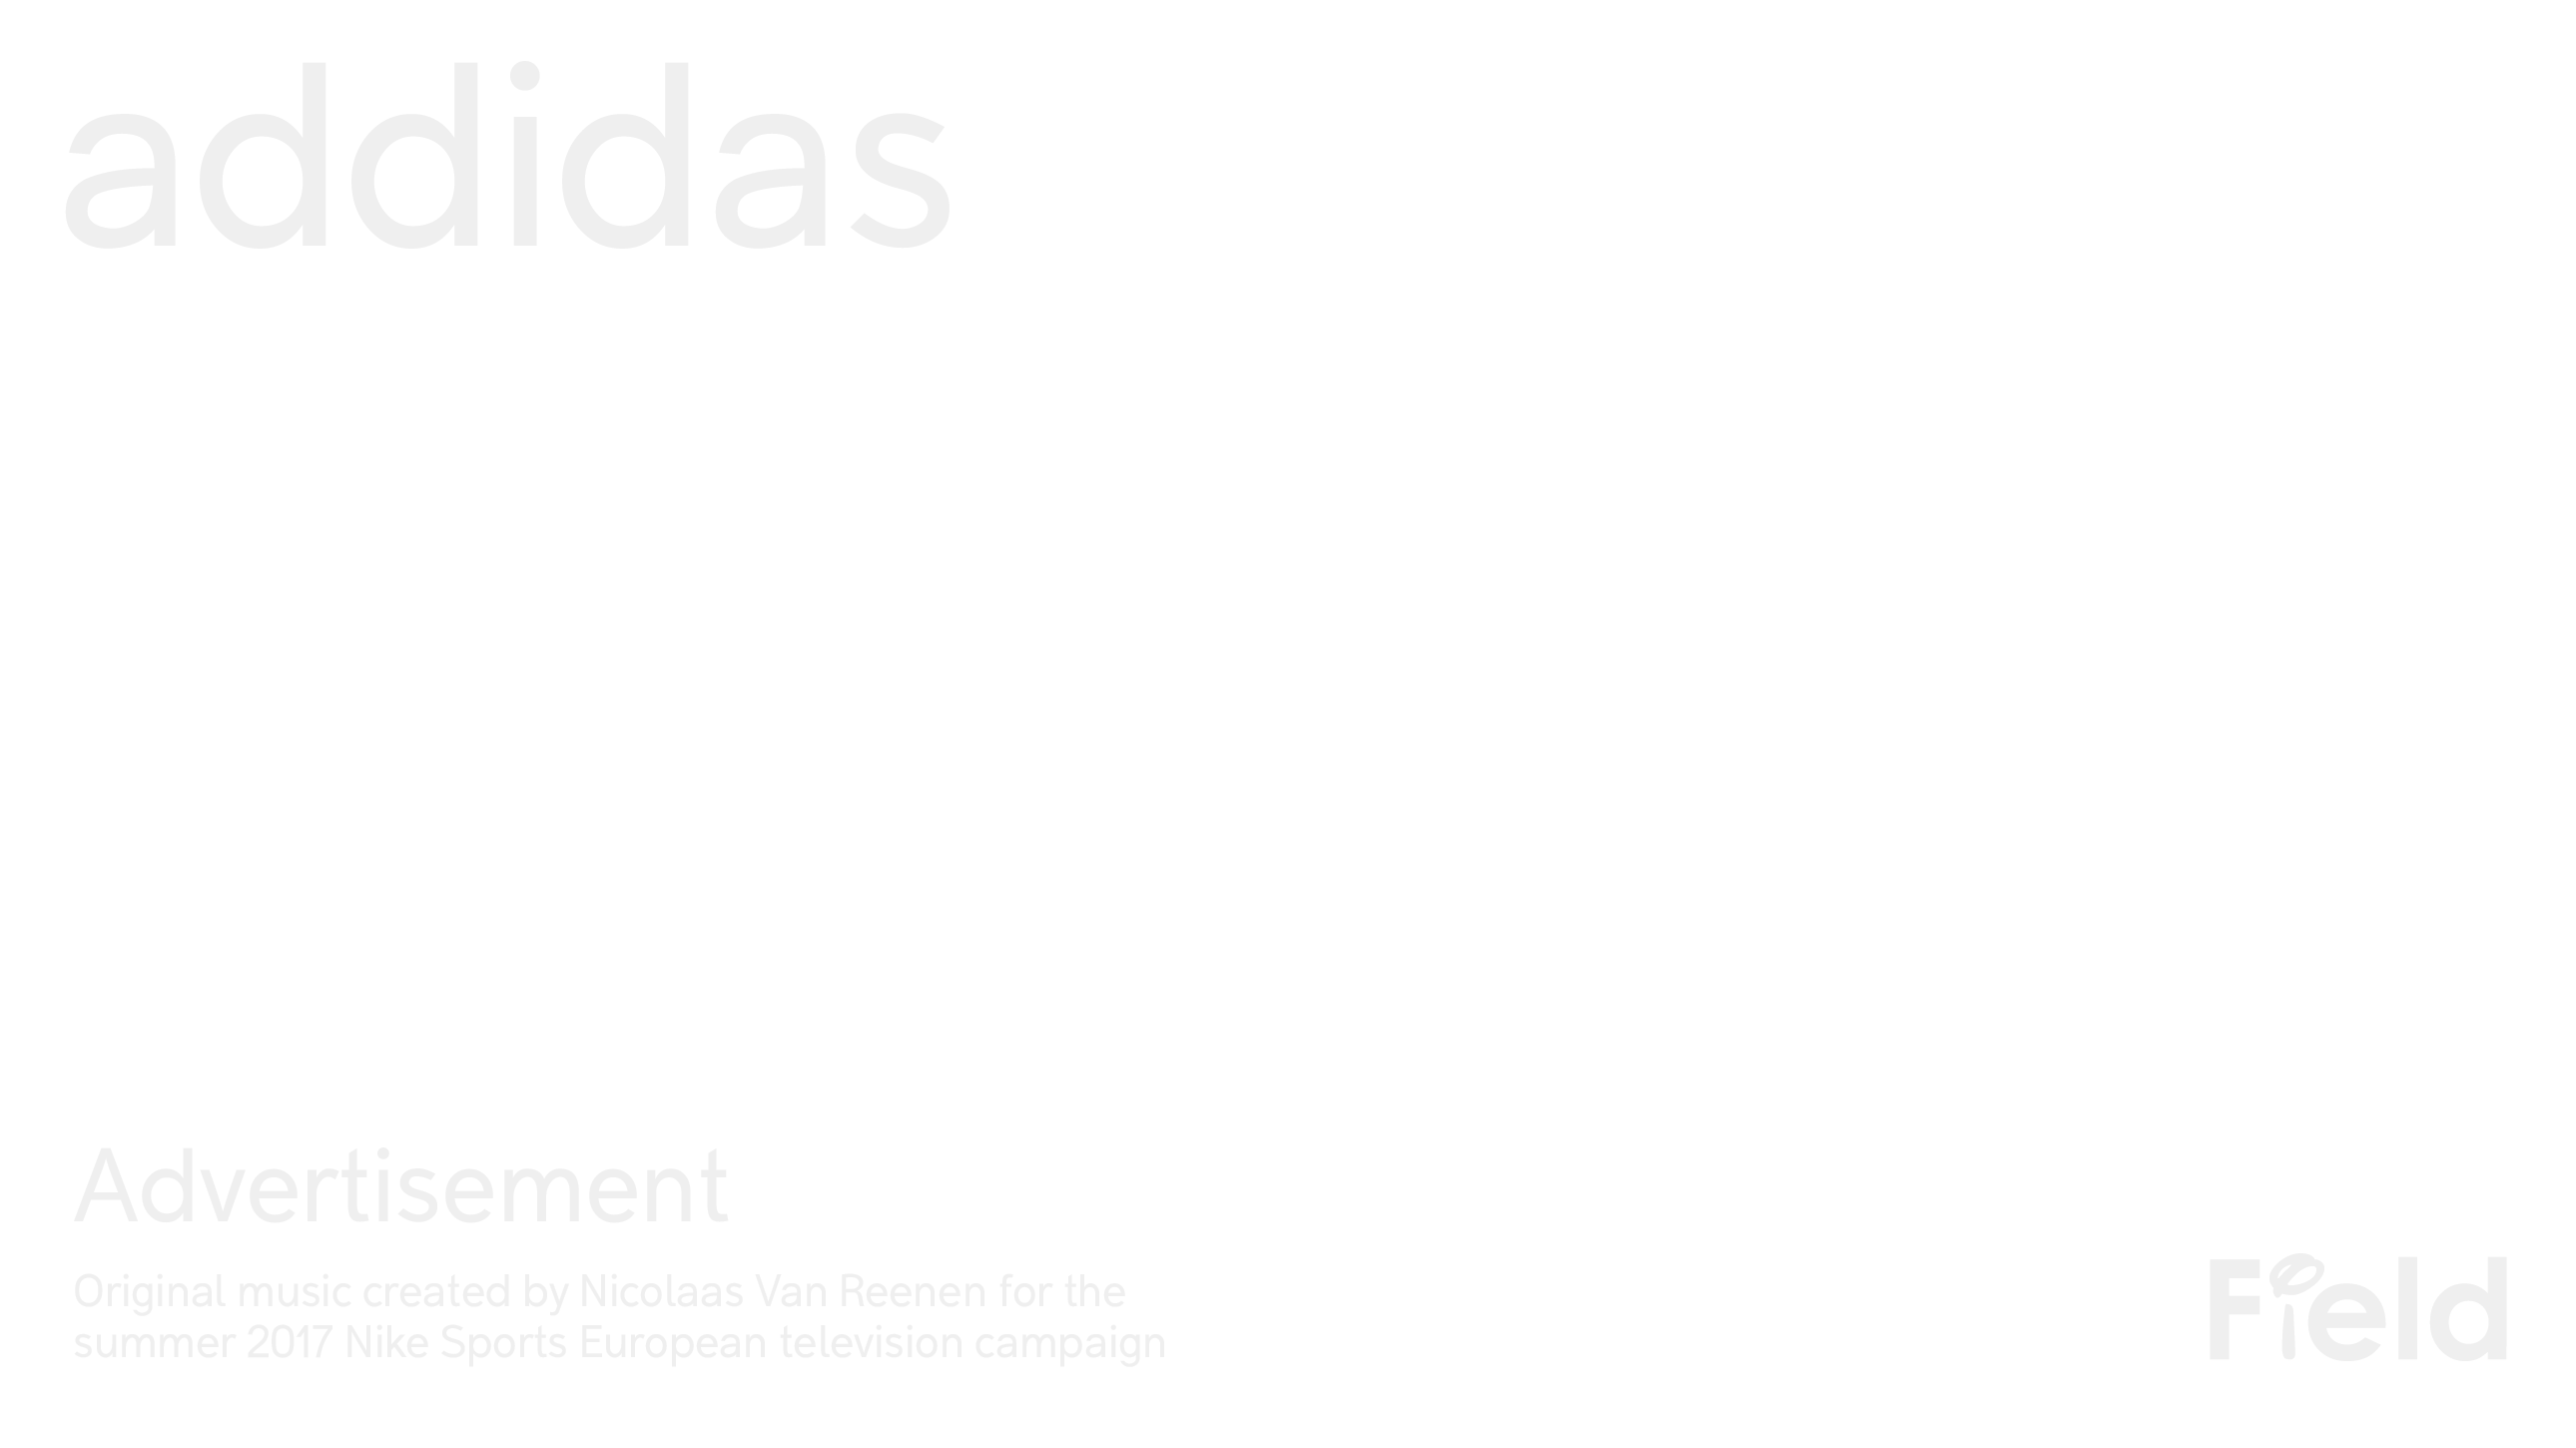 addidas
Advertisement
Original music created by Nicolaas Van Reenen for the
summer 2017 Nike Sports European television campaign
Field